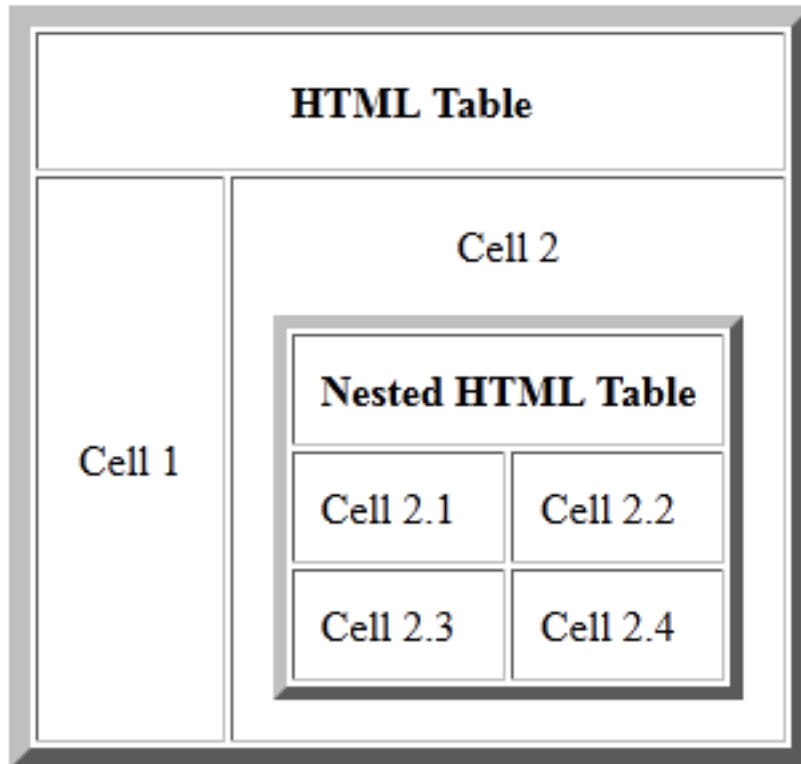 HTML Table
Cell 1
Cell 2
Nested HTML Table
Cell 2.1
Cell 2.2
Cell 2.3
Cell 2.4